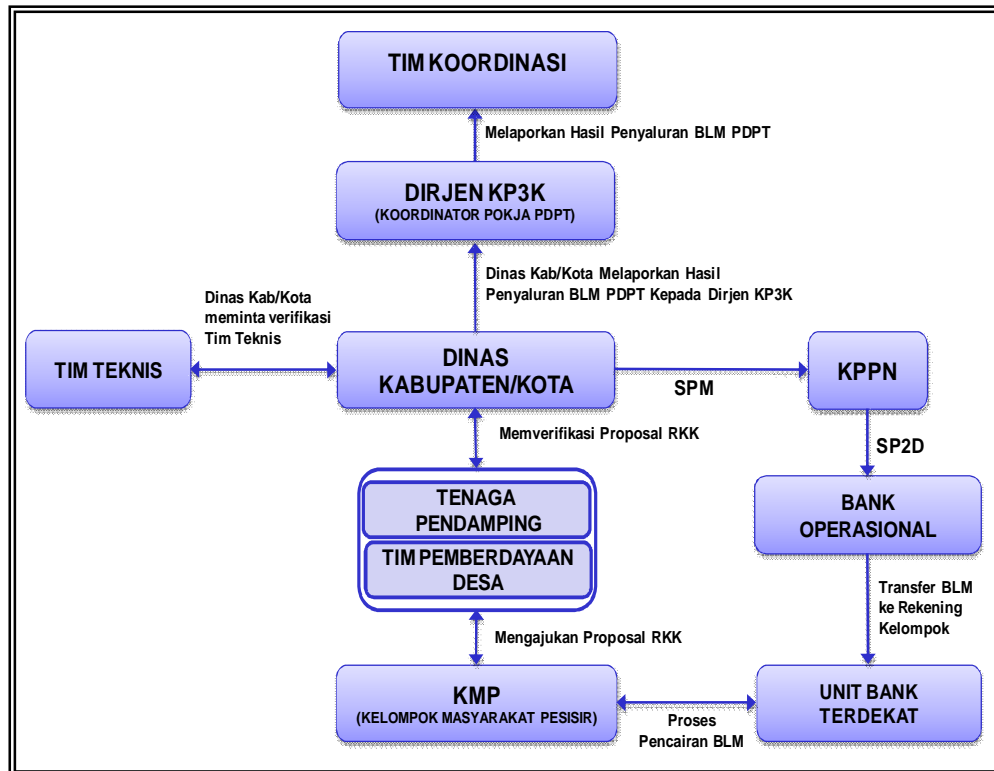 TIM KOORDINASI
Melaporkan Hasil Penyaluran BLM PDPT
DIRJEN KP3K
(KOORDINATOR POKJA PDPT)
Dinas Kab/Kota Melaporkan Hasil
Penyaluran BLM PDPT Kepada Dirjen KP3K
Dinas Kab/Kota
meminta verifikasi
Tim Teknis
TIM TEKNIS
DINAS
KABUPATEN/KOTA
SPM
KPPN
Memverifikasi Proposal RKK
SP2D
TENAGA
PENDAMPING
TIM PEMBERDAYAAN
DESA
BANK
OPERASIONAL
Transfer BLM
ke Rekening
Kelompok
Mengajukan Proposal RKK
KMP
(KELOMPOK MASYARAKAT PESISIR)
Proses
Pencairan BLM
UNIT BANK
TERDEKAT